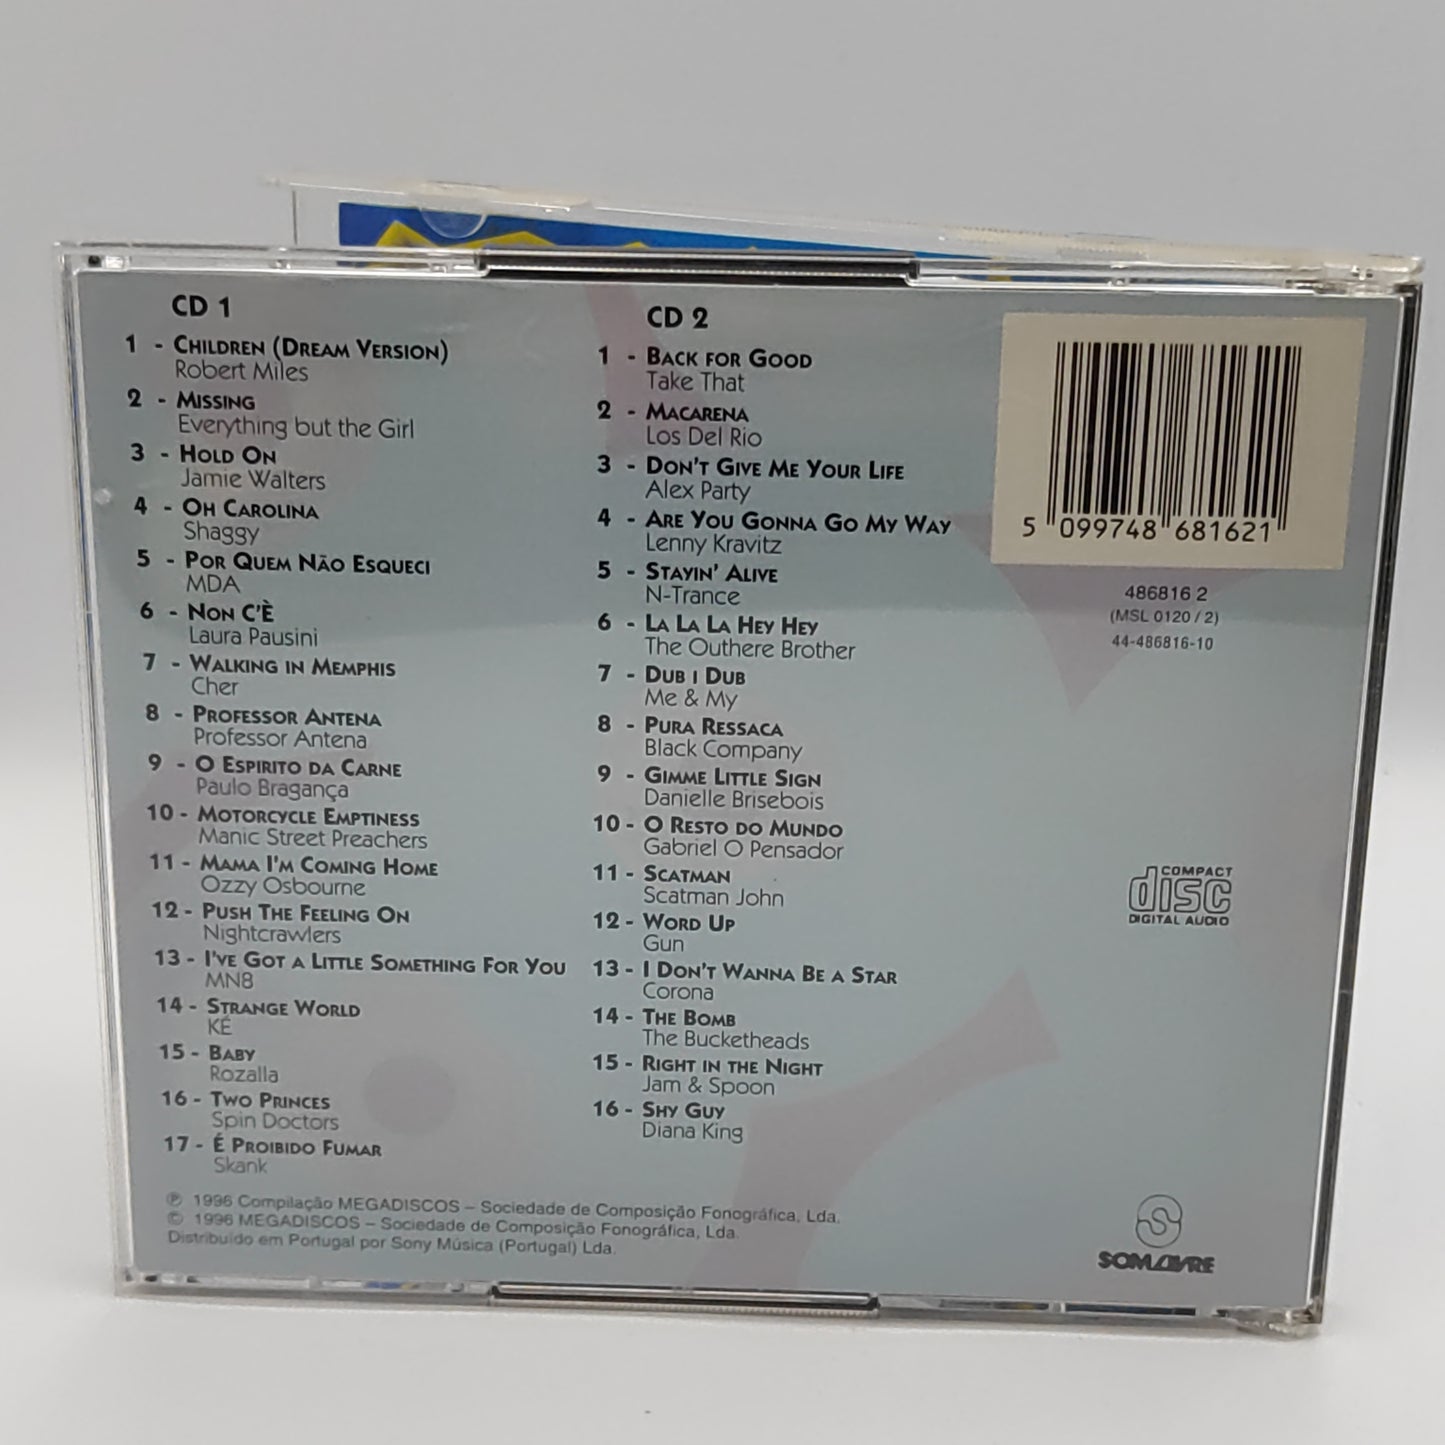 CD 1
1 - CHILDREN (DREAM VERSION)
Robert Miles
2 - MISSING
Everything but the Girl
3 - HOLD ON
Jamie Walters
4 - OH CAROLINA
Shaggy
5 - POR QUEM NÃO ESQUECI
MDA
6 - NON C'È
Laura Pausini
7 - WALKING IN MEMPHIS
Cher
8 - PROFESSOR ANTENA
Professor Antena
9 - O ESPIRITO DA CARNE
Paulo Bragança
10 - MOTORCYCLE EMPTINESS
Manic Street Preachers
11 - MAMA I'M COMING HOME
Ozzy Osbourne
12 - PUSH THE FEELING ON
Nightcrawlers
13 - I'VE GOT A LITTLE SOMETHING FOR YOU
MN8
14 - STRANGE WORLD
KÉ
15 - BABY
Rozalla
16 - TWO PRINCES
Spin Doctors
17 - É PROIBIDO FUMAR
Skank
CD 2
1 - BACK FOR GOOD
Take That
2 - MACARENA
Los Del Rio
3 - DON'T GIVE ME YOUR LIFE
Alex Party
4 - ARE YOU GONNA GO MY WAY
Lenny Kravitz
5 - STAYIN' ALIVE
N-Trance
6 - LA LA LA HEY HEY
The Outhere Brother
7 - DUB I DUB
Me & My
8 - PURA RESSACA
Black Company
9 - GIMME LITTLE SIGN
Danielle Brisebois
10 - O RESTO DO MUNDO
Gabriel O Pensador
11 - SCATMAN
Scatman John
12 - WORD UP
Gun
13 - I DON'T WANNA BE A STAR
Corona
14 - THE BOMB
The Bucketheads
15 - RIGHT IN THE NIGHT
Jam & Spoon
16 - SHY GUY
Diana King
5 099748 681621
486816 2
(MSL 0120 / 2)
44-486816-10
COMPACT
disc
DIGITAL AUDIO
℗ 1996 Compilação MEGADISCOS – Sociedade de Composição Fonográfica, Lda.
© 1996 MEGADISCOS – Sociedade de Composição Fonográfica, Lda.
Distribuído em Portugal por Sony Música (Portugal) Lda.
SOMLIVRE